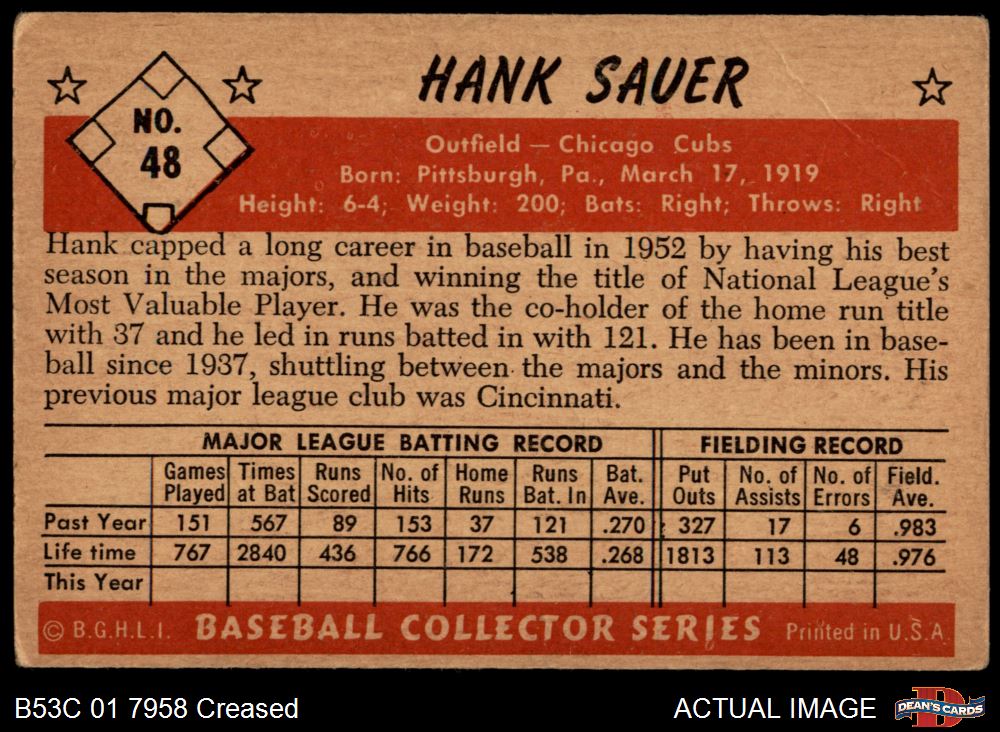 HANK SAUER
NO.
48
Outfield — Chicago Cubs
Born: Pittsburgh, Pa., March 17, 1919
Height: 6-4; Weight: 200; Bats: Right; Throws: Right
Hank capped a long career in baseball in 1952 by having his best
season in the majors, and winning the title of National League's
Most Valuable Player. He was the co-holder of the home run title
with 37 and he led in runs batted in with 121. He has been in base-
ball since 1937, shuttling between the majors and the minors. His
previous major league club was Cincinnati.
MAJOR LEAGUE BATTING RECORD FIELDING RECORD
Games Times Runs No. of Home Runs Bat. Put No. of No. of Field.
Played at Bat Scored Hits Runs Bat. In Ave. Outs Assists Errors Ave.
Past Year 151 567 89 153 37 121 .270 327 17 6 .983
Life time 767 2840 436 766 172 538 .268 1813 113 48 .976
This Year
© B.G.H.L.I. BASEBALL COLLECTOR SERIES Printed in U.S.A
B53C 01 7958 Creased ACTUAL IMAGE D DEAN'S CARDS